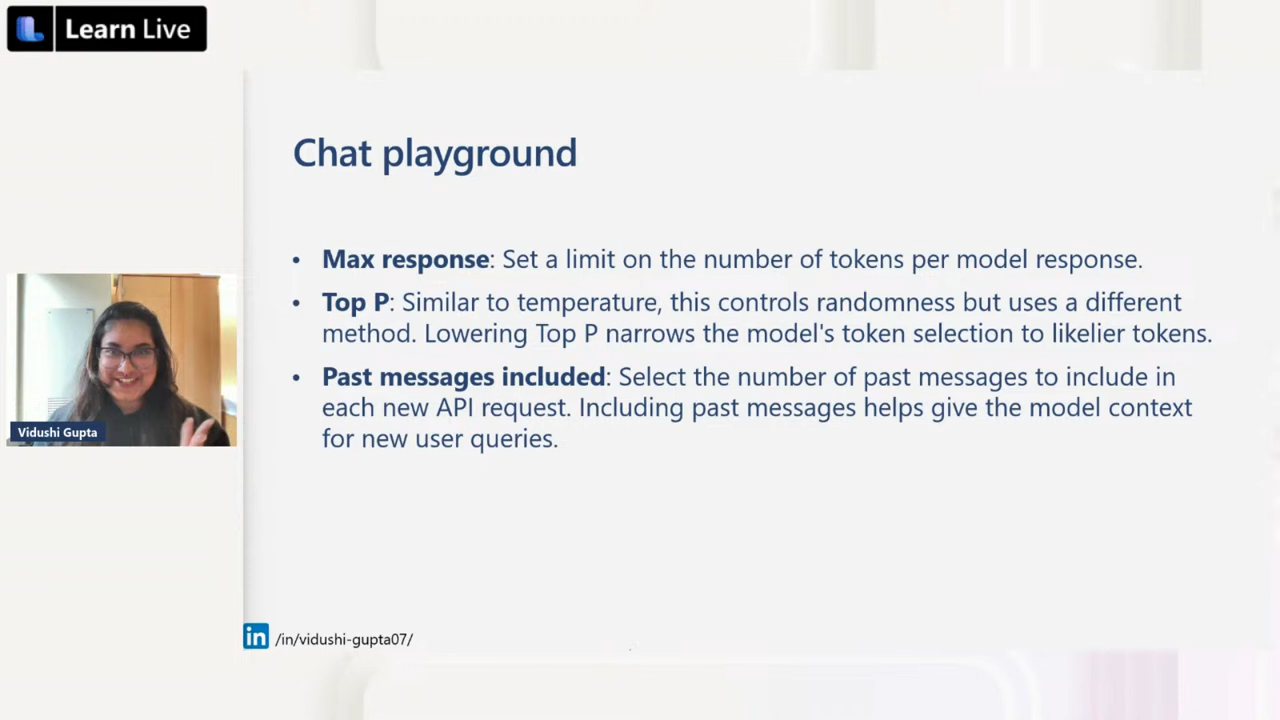 Learn Live
Chat playground
• Max response: Set a limit on the number of tokens per model response.
• Top P: Similar to temperature, this controls randomness but uses a different
method. Lowering Top P narrows the model's token selection to likelier tokens.
• Past messages included: Select the number of past messages to include in
each new API request. Including past messages helps give the model context
for new user queries.
Vidushi Gupta
in /in/vidushi-gupta07/